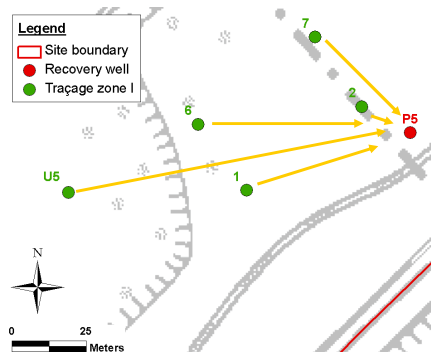 Legend
Site boundary
Recovery well
Traçage zone I
7
2
P5
6
U5
1
N
0 25
Meters